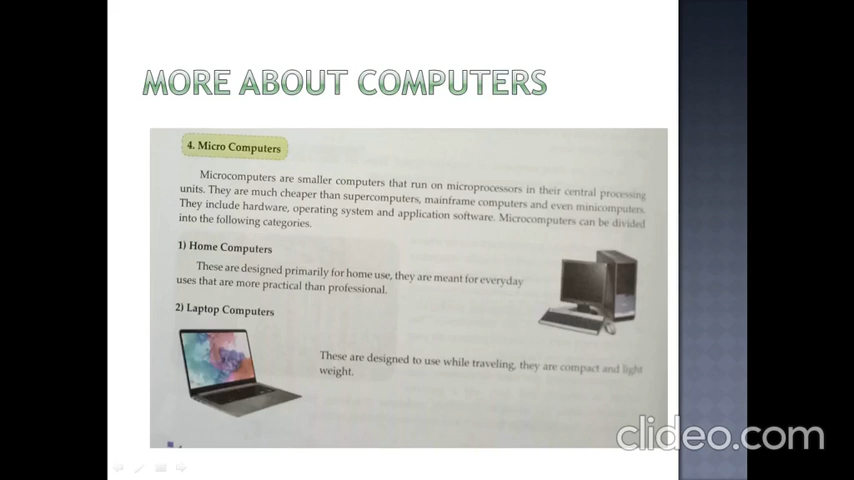 MORE ABOUT COMPUTERS
4. Micro Computers
Microcomputers are smaller computers that run on microprocessors in their central processing
units. They are much cheaper than supercomputers, mainframe computers and even minicomputers.
They include hardware, operating system and application software. Microcomputers can be divided
into the following categories.
1) Home Computers
These are designed primarily for home use, they are meant for everyday
uses that are more practical than professional.
2) Laptop Computers
These are designed to use while traveling, they are compact and light
weight.
clideo.com